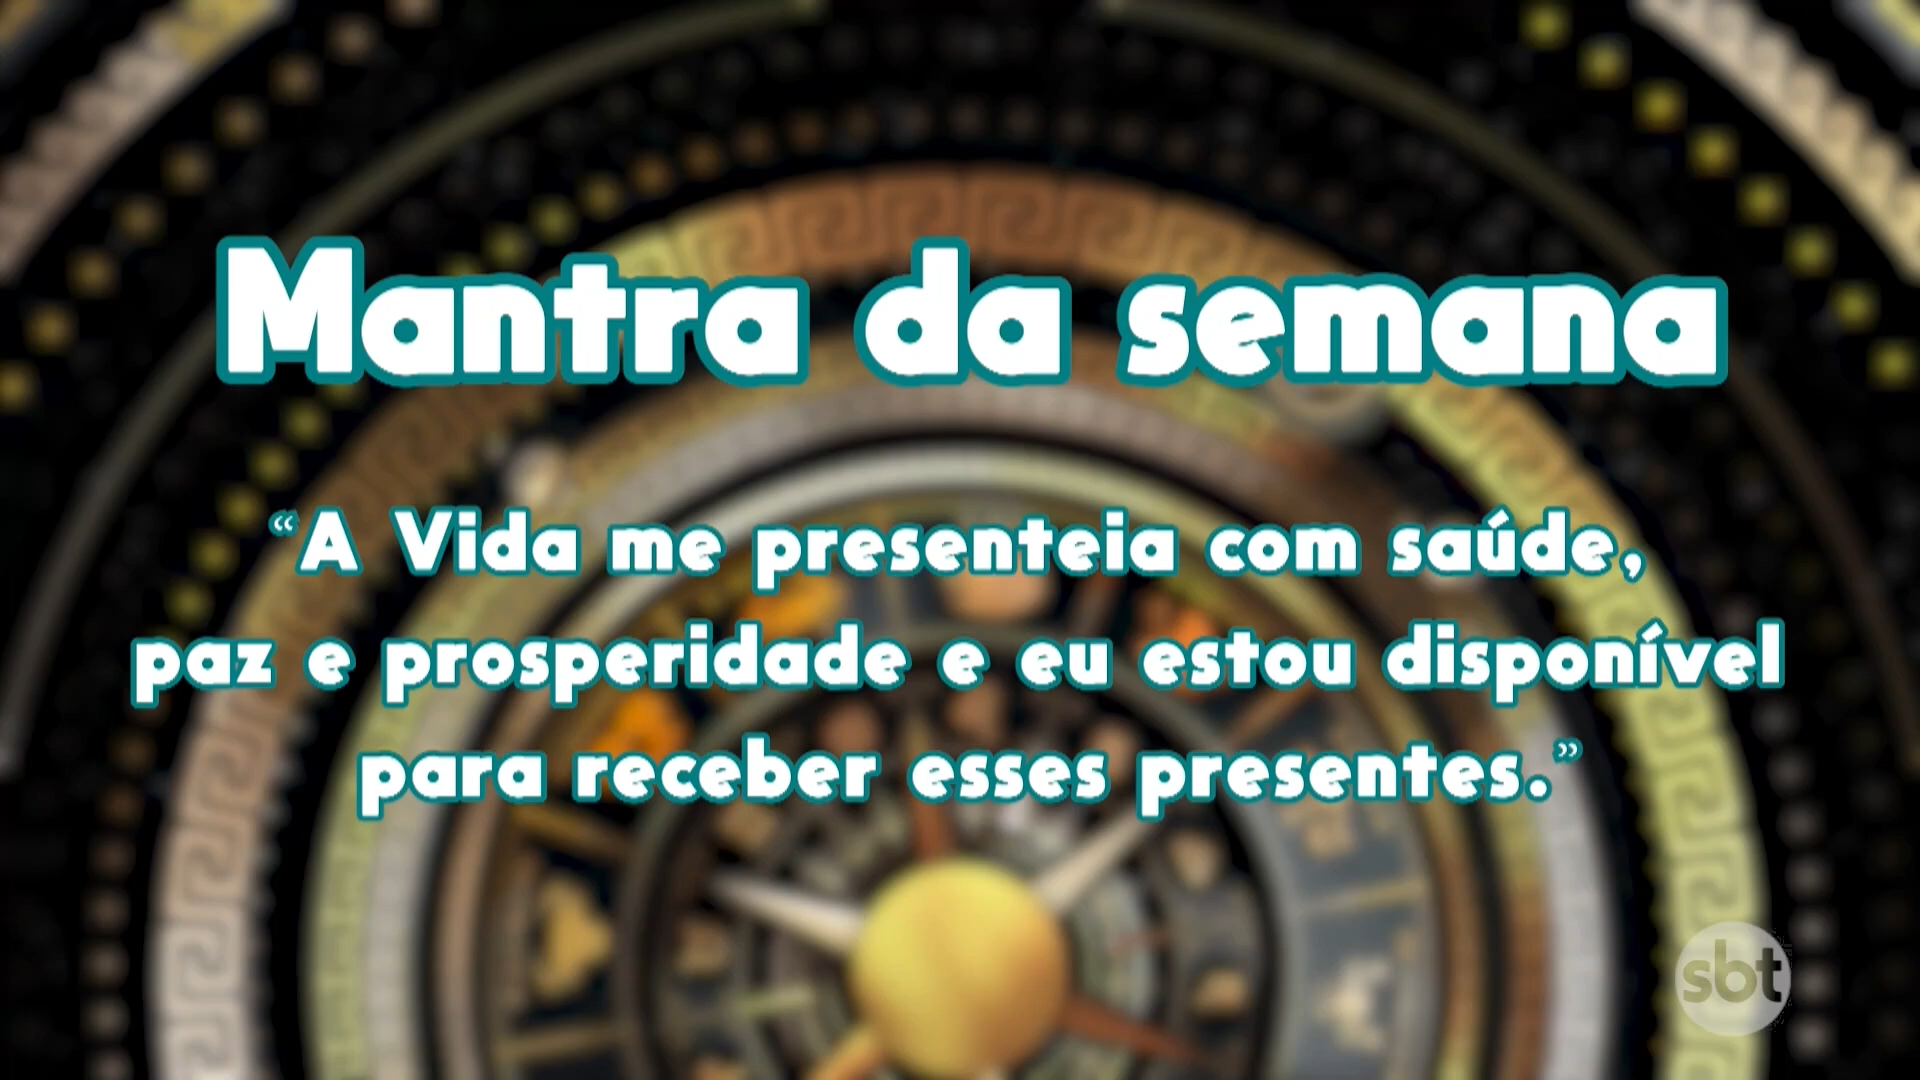 Mantra da semana
“A Vida me presenteia com saúde,
paz e prosperidade e eu estou disponível
para receber esses presentes.”
sbt